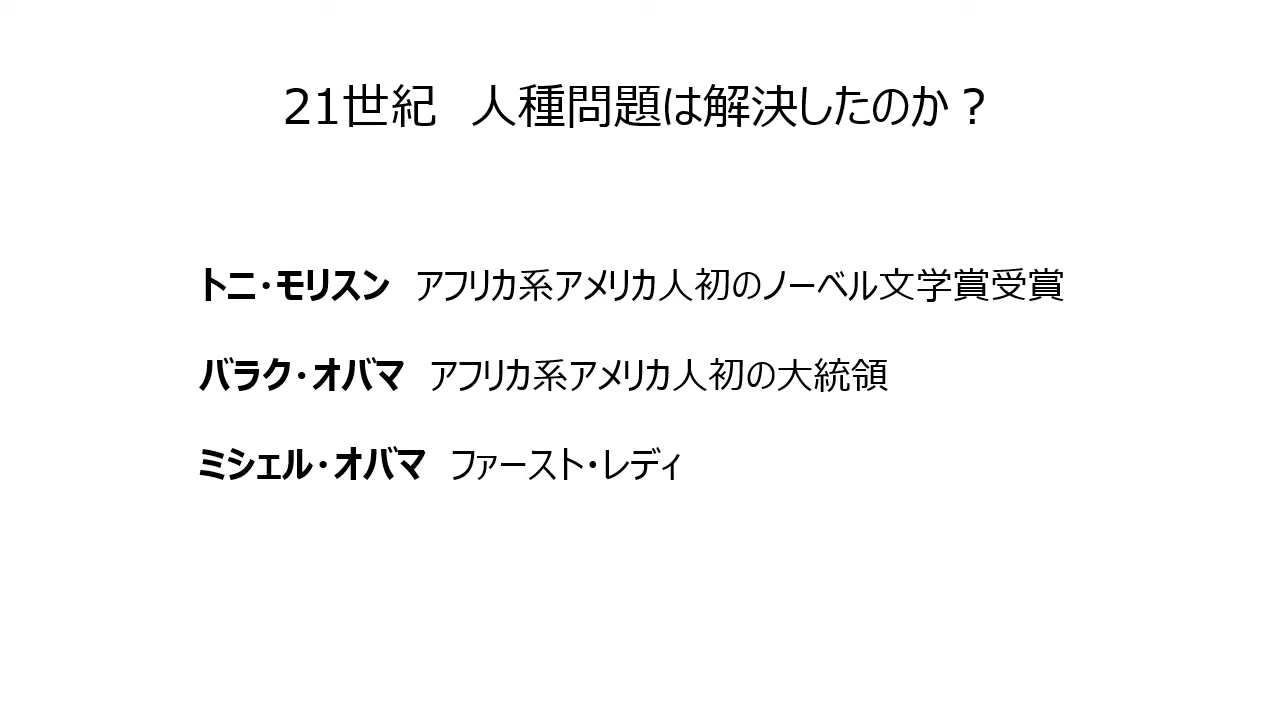 21世紀　人種問題は解決したのか？
トニ・モリスン　アフリカ系アメリカ人初のノーベル文学賞受賞
バラク・オバマ　アフリカ系アメリカ人初の大統領
ミシェル・オバマ　ファースト・レディ